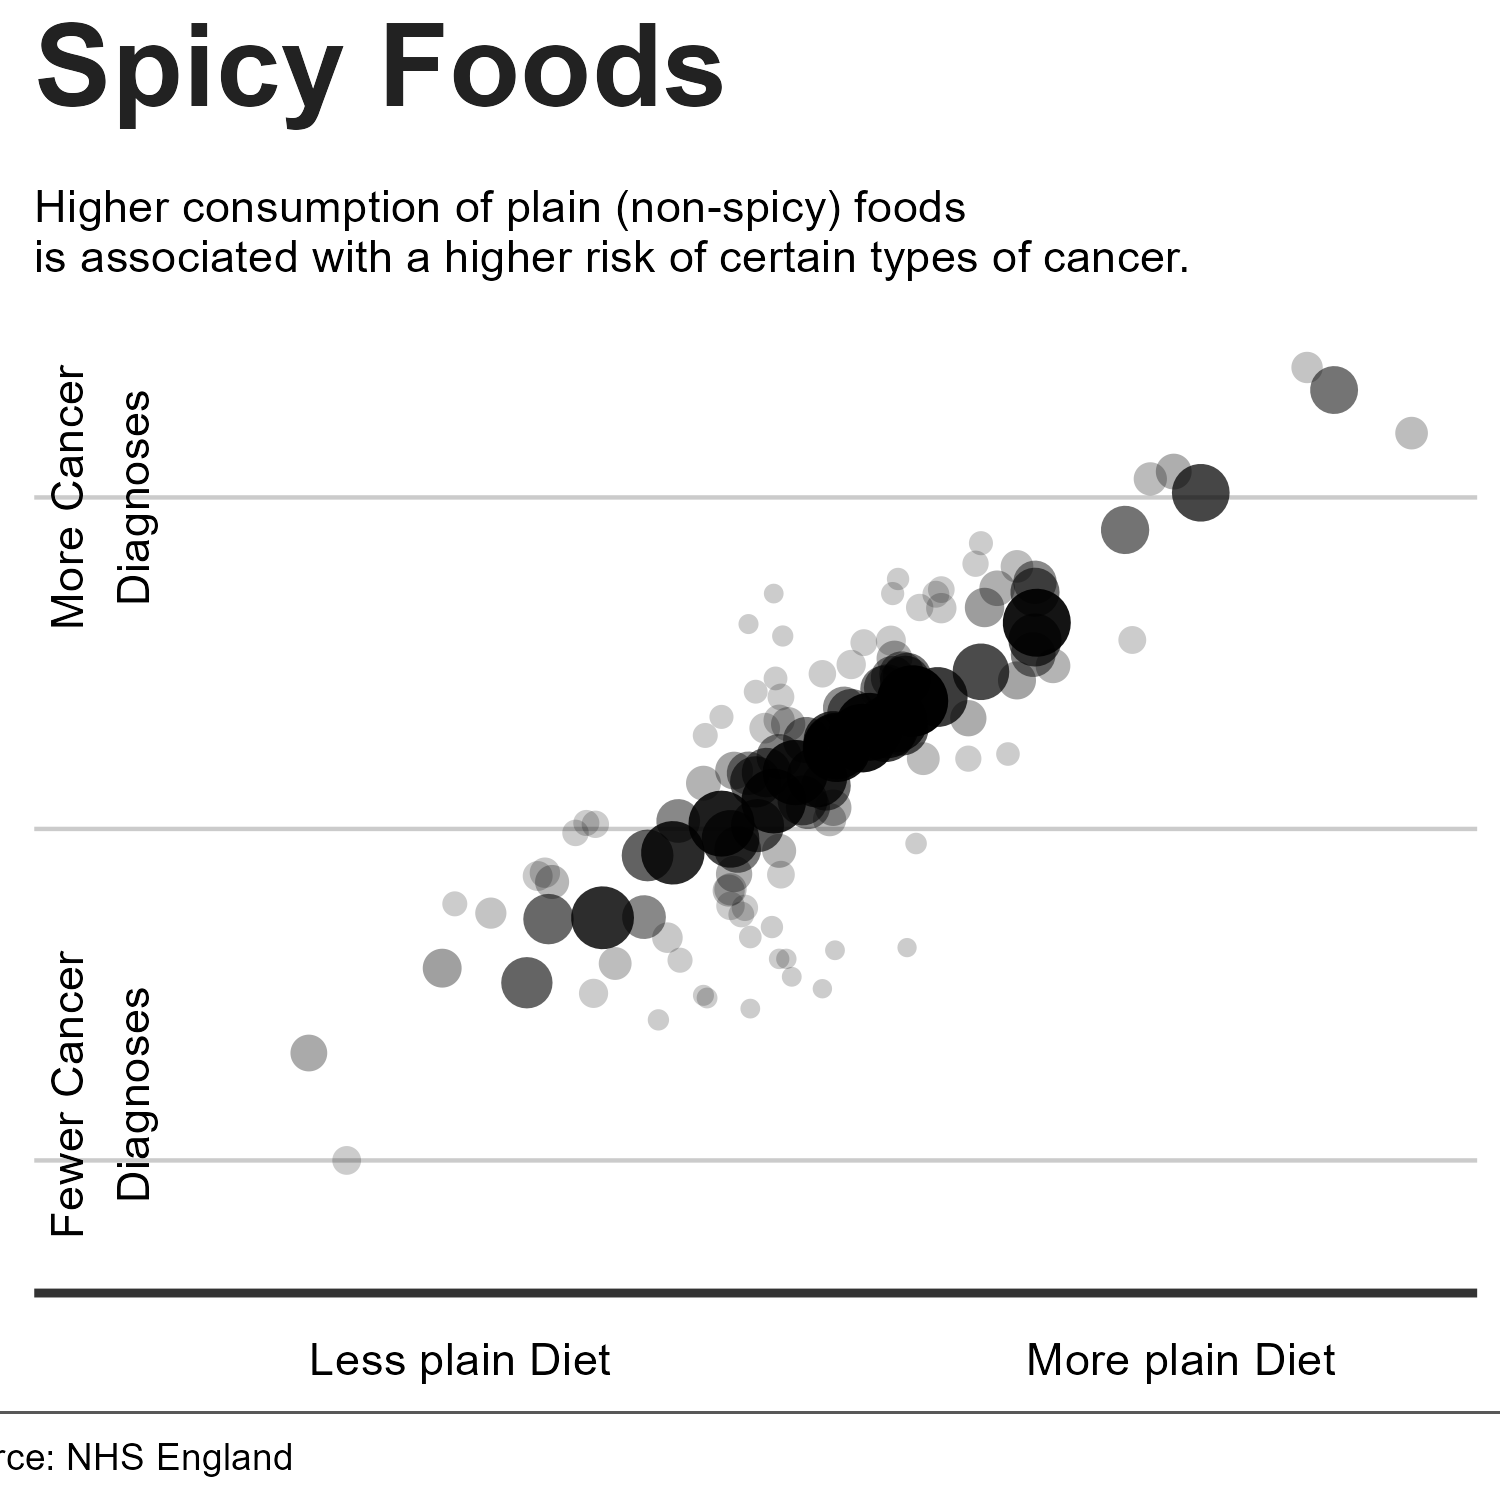 Spicy Foods
Higher consumption of plain (non-spicy) foods
is associated with a higher risk of certain types of cancer.
More Cancer
Diagnoses
Fewer Cancer
Diagnoses
Less plain Diet
More plain Diet
rce: NHS England